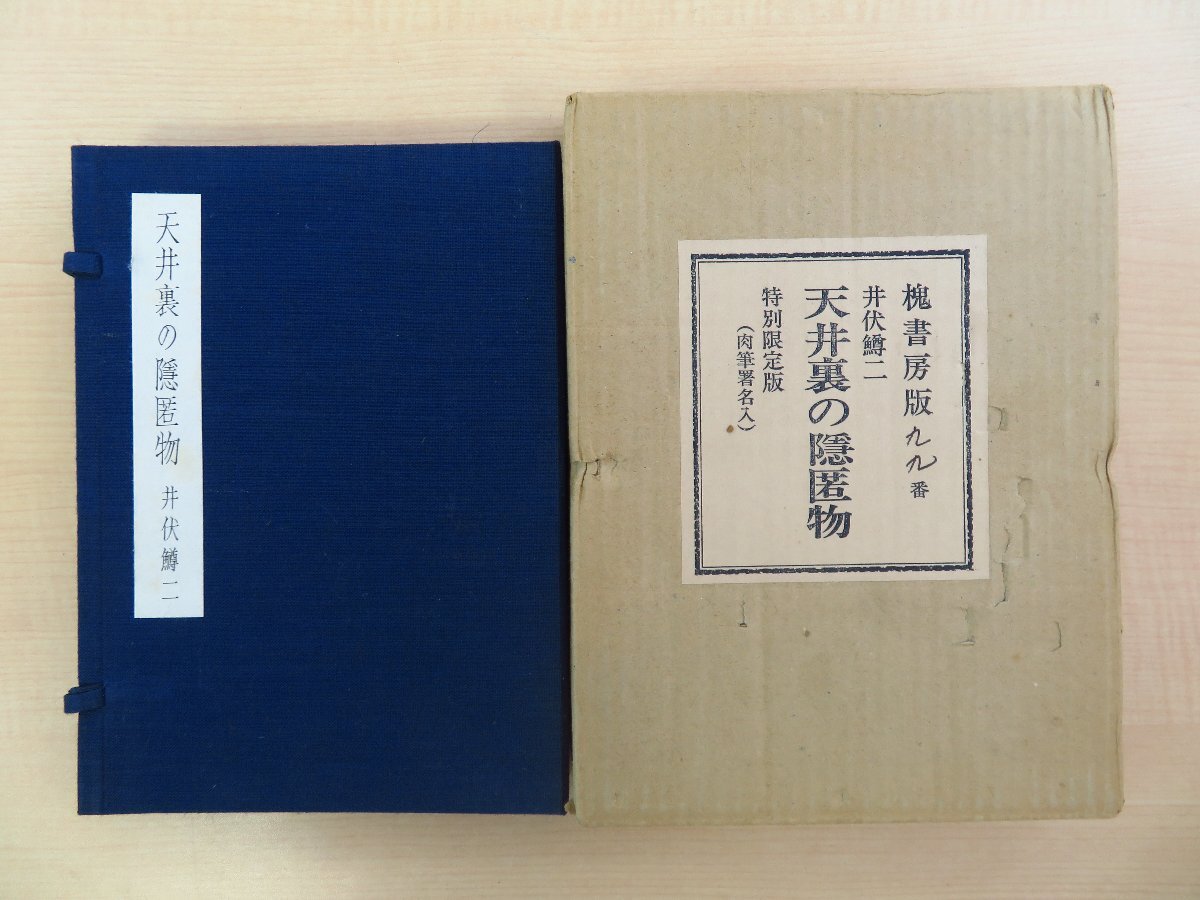 天井裏の隠匿物 井伏鱒二
槐書房版 九九番
井伏鱒二
天井裏の隠匿物
特別限定版
(肉筆署名入)